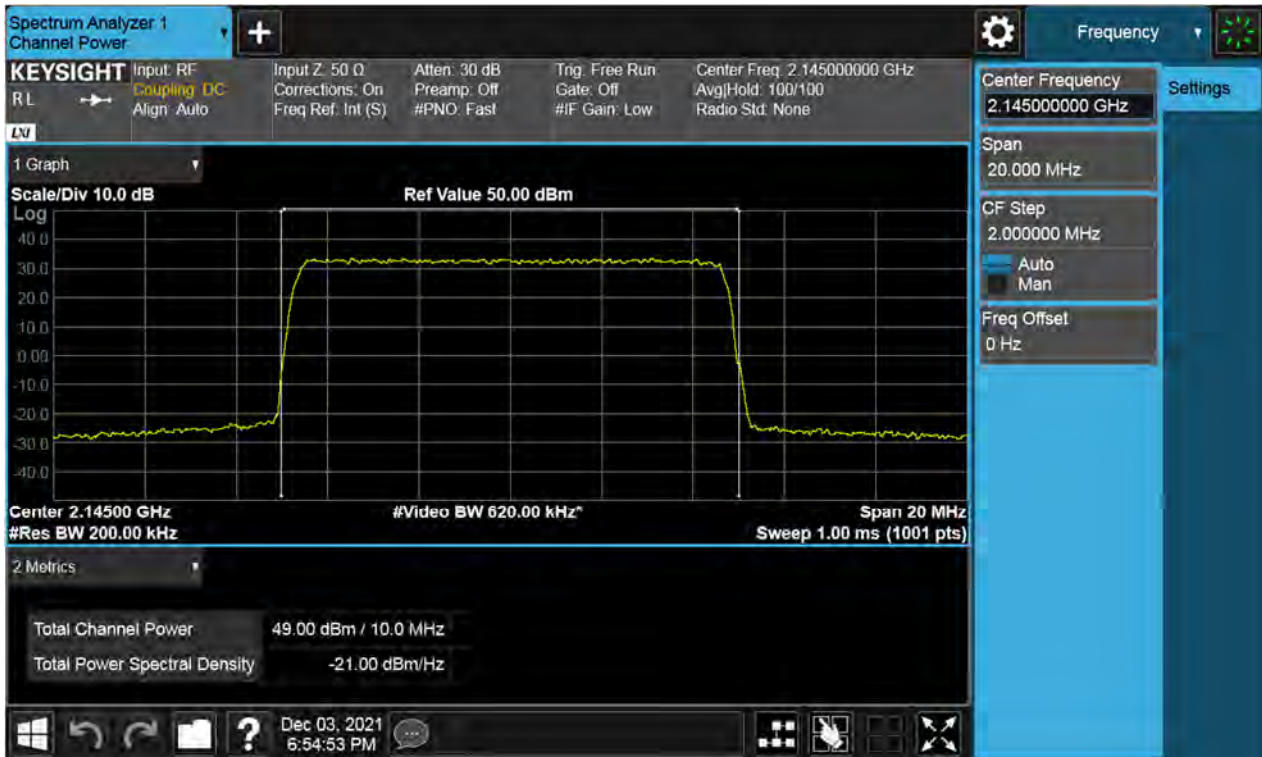 Spectrum Analyzer 1
Channel Power
Frequency
KEYSIGHT
RL
LXI
Input: RF
Coupling: DC
Align: Auto
Input Z: 50 Ω
Corrections: On
Freq Ref: Int (S)
Atten: 30 dB
Preamp: Off
#PNO: Fast
Trig: Free Run
Gate: Off
#IF Gain: Low
Center Freq: 2.145000000 GHz
Avg|Hold: 100/100
Radio Std: None
Center Frequency
2.145000000 GHz
Settings
Span
20.000 MHz
CF Step
2.000000 MHz
Auto
Man
Freq Offset
0 Hz
1 Graph
Scale/Div 10.0 dB
Ref Value 50.00 dBm
Log
40.0
30.0
20.0
10.0
0.00
-10.0
-20.0
-30.0
-40.0
Center 2.14500 GHz
#Video BW 620.00 kHz*
Span 20 MHz
#Res BW 200.00 kHz
Sweep 1.00 ms (1001 pts)
2 Metrics
Total Channel Power
49.00 dBm / 10.0 MHz
Total Power Spectral Density
-21.00 dBm/Hz
?
Dec 03, 2021
6:54:53 PM